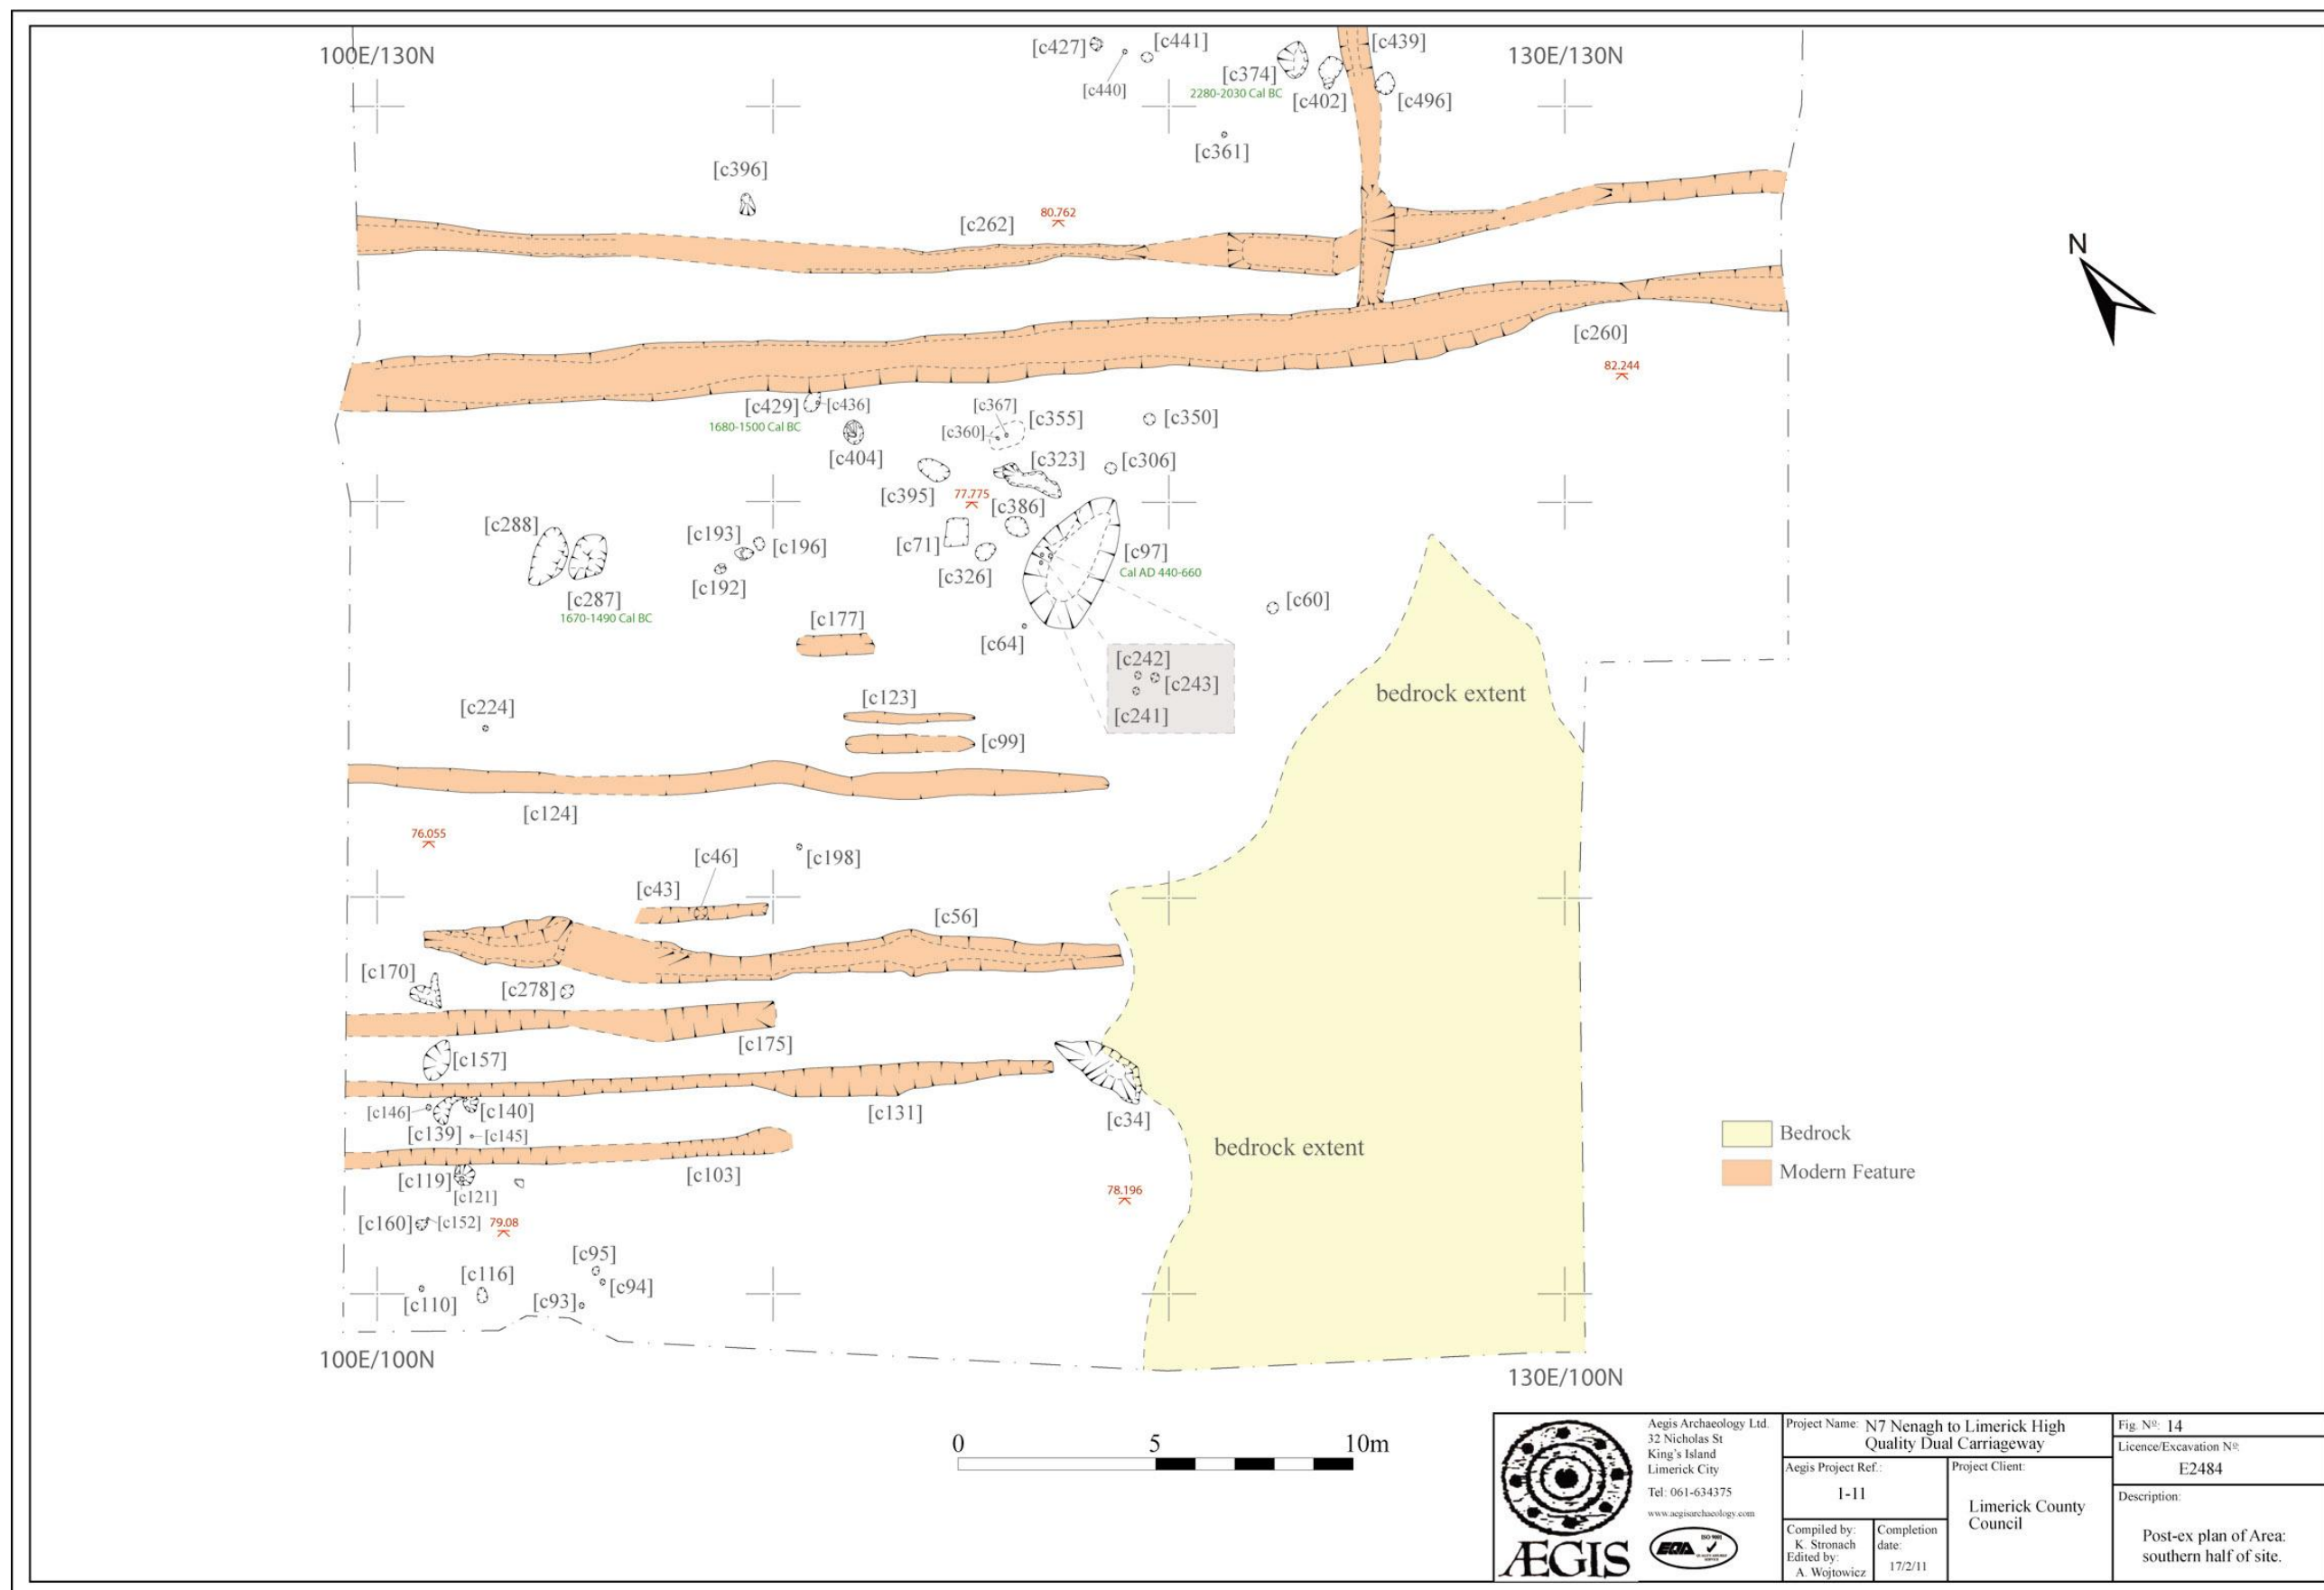 100E/130N
130E/130N
[c427]
[c441]
[c439]
[c440]
[c374]
2280-2030 Cal BC
[c402]
[c496]
[c361]
[c396]
[c262]
80.762
N
[c260]
82.244
[c429]
[c436]
1680-1500 Cal BC
[c404]
[c367]
[c360]
[c355]
[c350]
[c395]
[c323]
[c306]
77.775
[c386]
[c288]
[c287]
1670-1490 Cal BC
[c193]
[c196]
[c192]
[c71]
[c326]
[c97]
Cal AD 440-660
[c60]
[c177]
[c64]
[c242]
[c243]
[c241]
bedrock extent
[c224]
[c123]
[c99]
[c124]
76.055
[c198]
[c46]
[c43]
[c56]
[c170]
[c278]
[c175]
[c157]
[c146]
[c140]
[c131]
[c34]
[c139]
[c145]
[c103]
bedrock extent
Bedrock
Modern Feature
[c119]
[c121]
[c160]
[c152]
79.08
78.196
[c95]
[c94]
[c116]
[c110]
[c93]
100E/100N
130E/100N
0 5 10m
ÆGIS
Aegis Archaeology Ltd.
32 Nicholas St
King's Island
Limerick City
Tel: 061-634375
www.aegisarchaeology.com
EQA
ISO 9001
Project Name: N7 Nenagh to Limerick High
Quality Dual Carriageway
Aegis Project Ref.:
1-11
Project Client:
Limerick County
Council
Compiled by:
K. Stronach
Edited by:
A. Wojtowicz
Completion
date:
17/2/11
Fig. Nº: 14
Licence/Excavation Nº:
E2484
Description:
Post-ex plan of Area:
southern half of site.